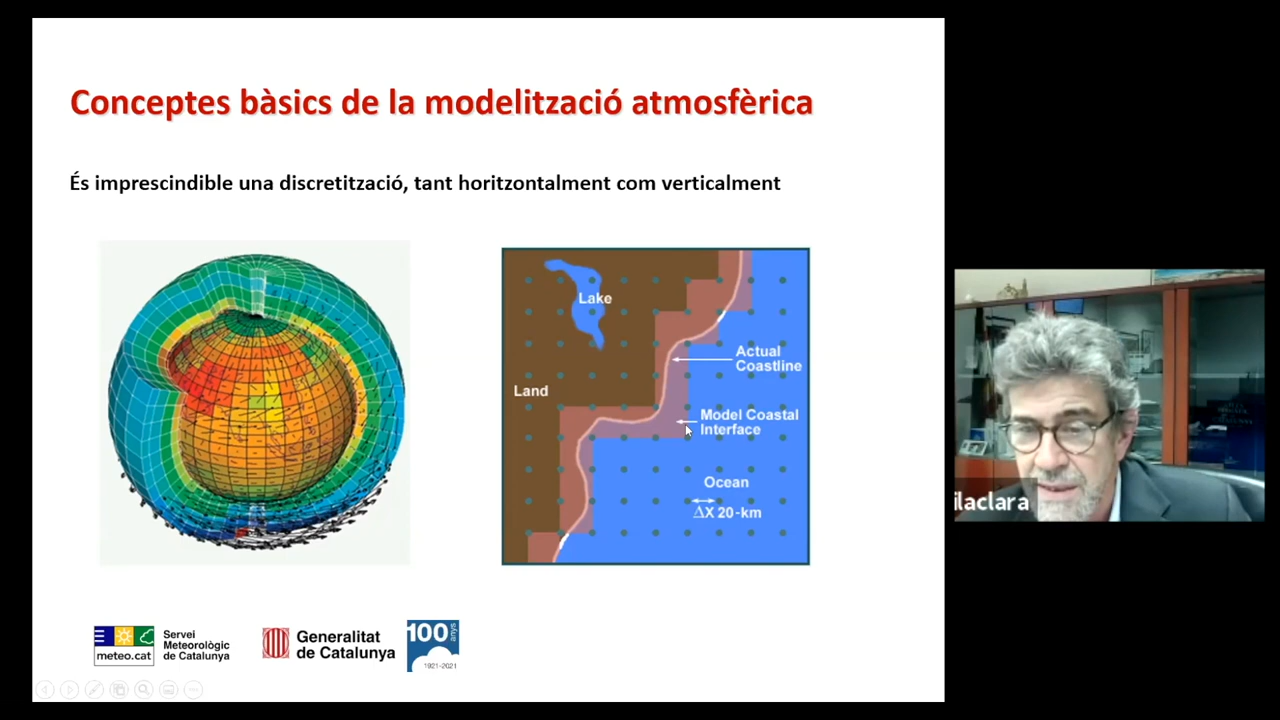 Conceptes bàsics de la modelització atmosfèrica
És imprescindible una discretització, tant horitzontalment com verticalment
Lake
Actual
Coastline
Land
Model Coastal
Interface
Ocean
ΔX 20-km
ilaclara
Servei
Meteorològic
de Catalunya
meteo.cat
Generalitat
de Catalunya
100
anys
1921-2021